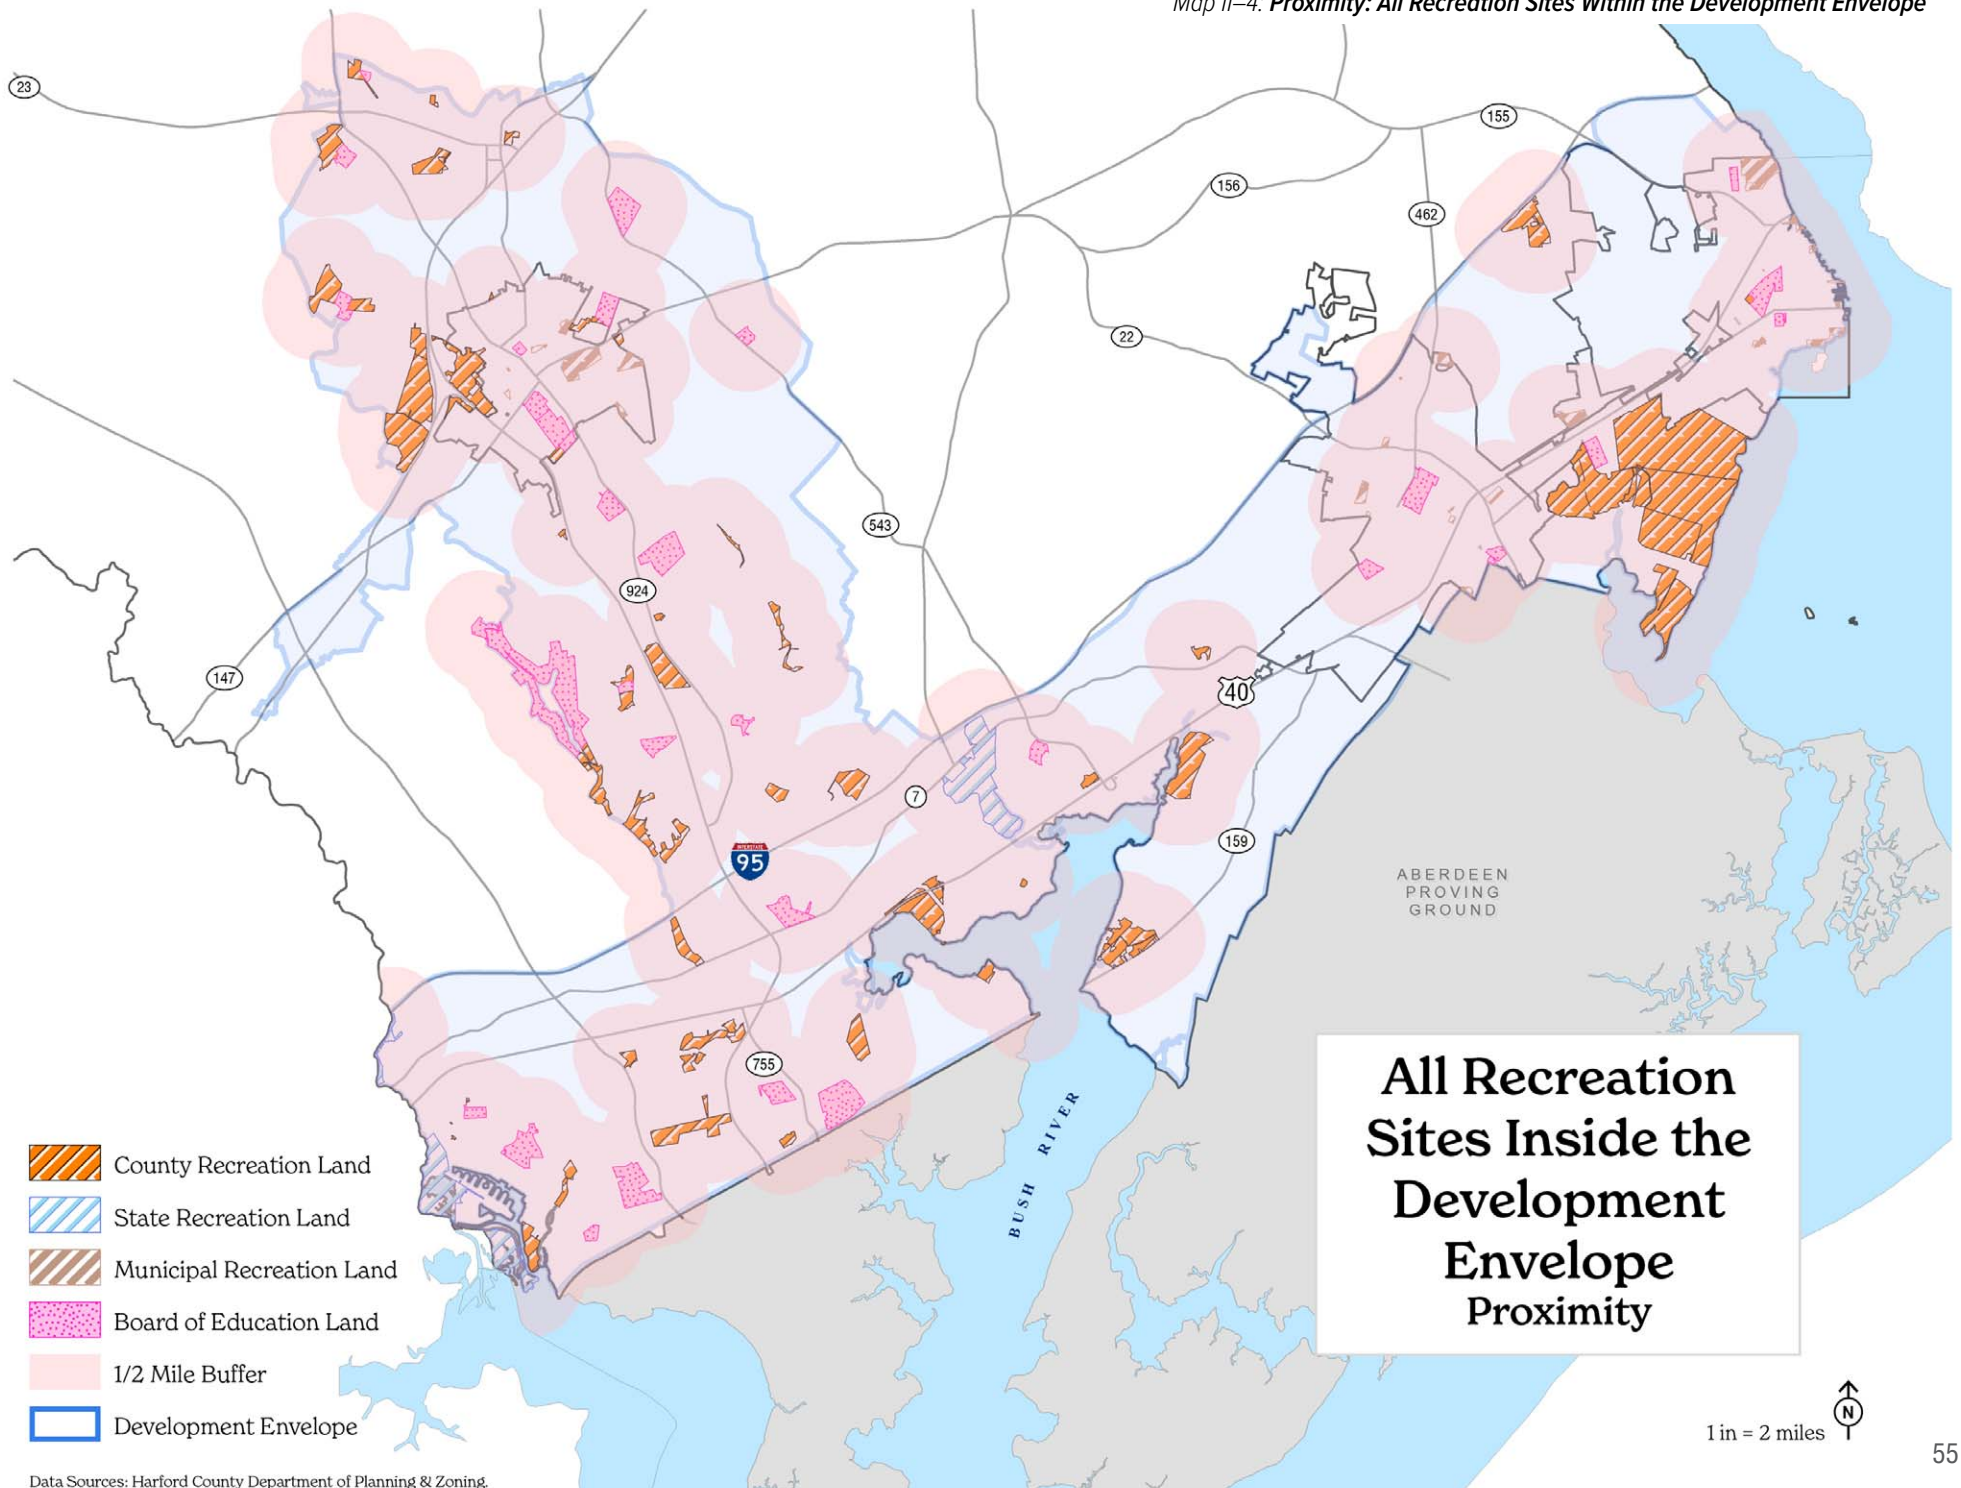 Map II–4. Proximity: All Recreation Sites Within the Development Envelope
23
155
156
462
22
543
924
147
40
7
INTERSTATE
95
159
ABERDEEN
PROVING
GROUND
755
BUSH RIVER
All Recreation
Sites Inside the
Development
Envelope
Proximity
County Recreation Land
State Recreation Land
Municipal Recreation Land
Board of Education Land
1/2 Mile Buffer
Development Envelope
N
1 in = 2 miles
55
Data Sources: Harford County Department of Planning & Zoning.